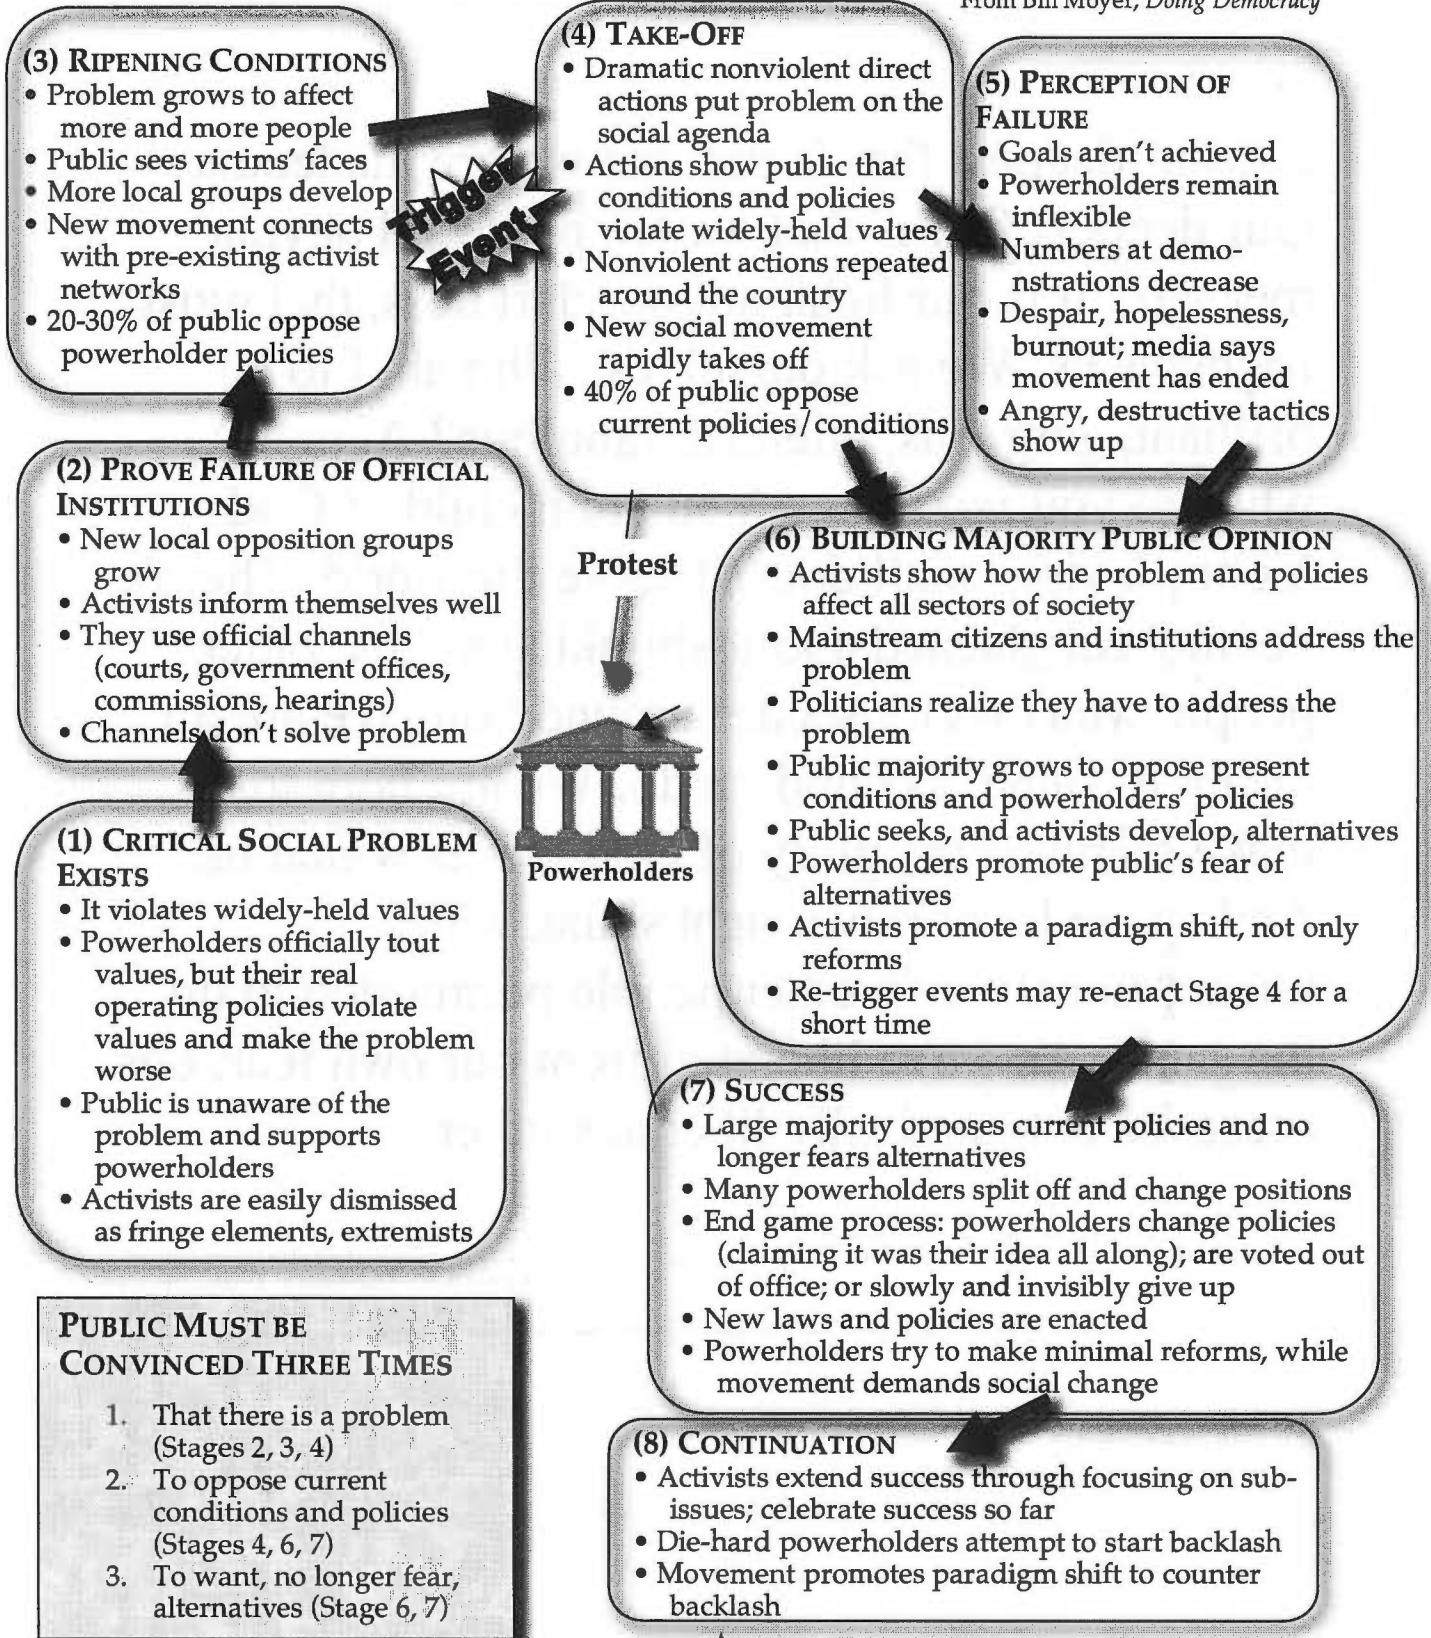 From Bill Moyer, Doing Democracy
(3) RIPENING CONDITIONS
• Problem grows to affect
more and more people
• Public sees victims' faces
• More local groups develop
• New movement connects
with pre-existing activist
networks
• 20-30% of public oppose
powerholder policies
Trigger
Event
(4) TAKE-OFF
• Dramatic nonviolent direct
actions put problem on the
social agenda
• Actions show public that
conditions and policies
violate widely-held values
• Nonviolent actions repeated
around the country
• New social movement
rapidly takes off
• 40% of public oppose
current policies/conditions
(5) PERCEPTION OF
FAILURE
• Goals aren't achieved
• Powerholders remain
inflexible
• Numbers at demo-
nstrations decrease
• Despair, hopelessness,
burnout; media says
movement has ended
• Angry, destructive tactics
show up
(2) PROVE FAILURE OF OFFICIAL
INSTITUTIONS
• New local opposition groups
grow
• Activists inform themselves well
• They use official channels
(courts, government offices,
commissions, hearings)
• Channels don't solve problem
Protest
Powerholders
(6) BUILDING MAJORITY PUBLIC OPINION
• Activists show how the problem and policies
affect all sectors of society
• Mainstream citizens and institutions address the
problem
• Politicians realize they have to address the
problem
• Public majority grows to oppose present
conditions and powerholders' policies
• Public seeks, and activists develop, alternatives
• Powerholders promote public's fear of
alternatives
• Activists promote a paradigm shift, not only
reforms
• Re-trigger events may re-enact Stage 4 for a
short time
(1) CRITICAL SOCIAL PROBLEM
EXISTS
• It violates widely-held values
• Powerholders officially tout
values, but their real
operating policies violate
values and make the problem
worse
• Public is unaware of the
problem and supports
powerholders
• Activists are easily dismissed
as fringe elements, extremists
(7) SUCCESS
• Large majority opposes current policies and no
longer fears alternatives
• Many powerholders split off and change positions
• End game process: powerholders change policies
(claiming it was their idea all along); are voted out
of office; or slowly and invisibly give up
• New laws and policies are enacted
• Powerholders try to make minimal reforms, while
movement demands social change
PUBLIC MUST BE
CONVINCED THREE TIMES
1. That there is a problem
(Stages 2, 3, 4)
2. To oppose current
conditions and policies
(Stages 4, 6, 7)
3. To want, no longer fear,
alternatives (Stage 6, 7)
(8) CONTINUATION
• Activists extend success through focusing on sub-
issues; celebrate success so far
• Die-hard powerholders attempt to start backlash
• Movement promotes paradigm shift to counter
backlash